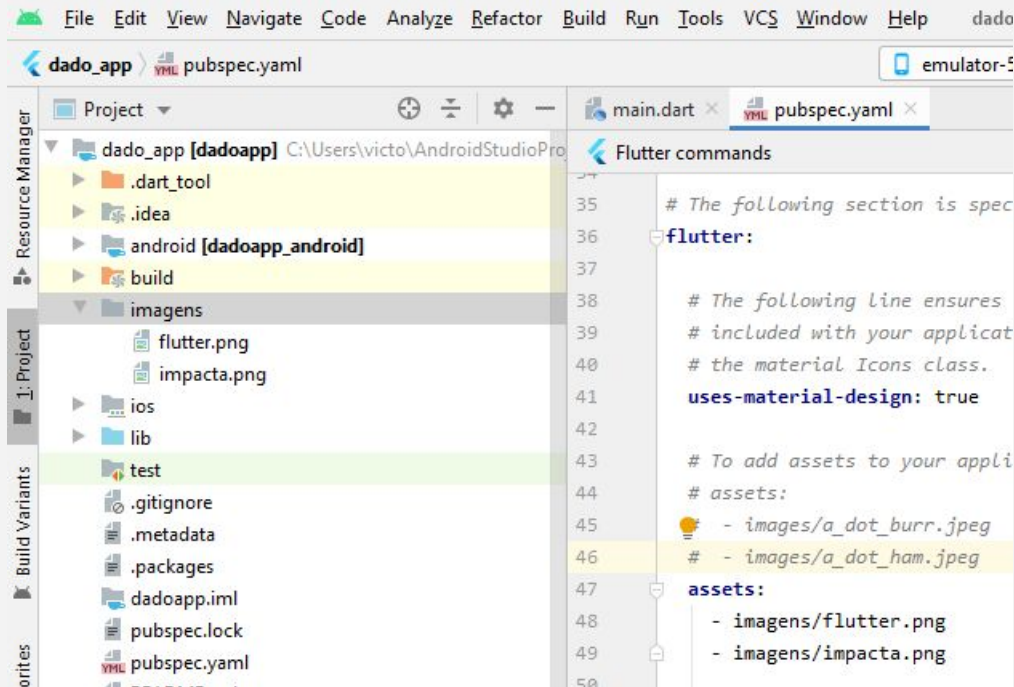 File Edit View Navigate Code Analyze Refactor Build Run Tools VCS Window Help dado
dado_app pubspec.yaml
emulator-5
Resource Manager
1: Project
Build Variants
orites
Project
dado_app [dadoapp] C:\Users\victo\AndroidStudioPro
.dart_tool
.idea
android [dadoapp_android]
build
imagens
flutter.png
impacta.png
ios
lib
test
.gitignore
.metadata
.packages
dadoapp.iml
pubspec.lock
YML pubspec.yaml
main.dart
YML pubspec.yaml
Flutter commands
34
35 # The following section is spec
36 flutter:
37
38 # The following line ensures
39 # included with your applicat
40 # the material Icons class.
41 uses-material-design: true
42
43 # To add assets to your appli
44 # assets:
45 # - images/a_dot_burr.jpeg
46 # - images/a_dot_ham.jpeg
47 assets:
48 - imagens/flutter.png
49 - imagens/impacta.png
50